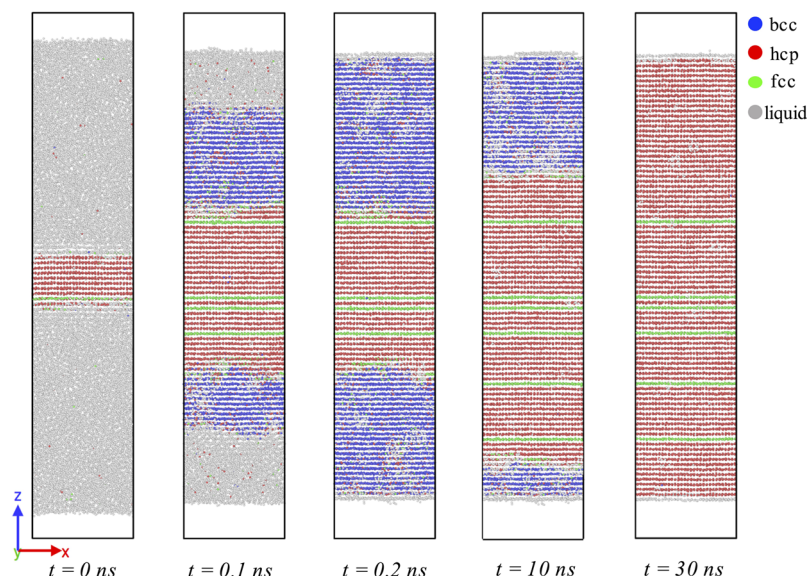 bcc
hcp
fcc
liquid
z
y
x
t = 0 ns
t = 0.1 ns
t = 0.2 ns
t = 10 ns
t = 30 ns